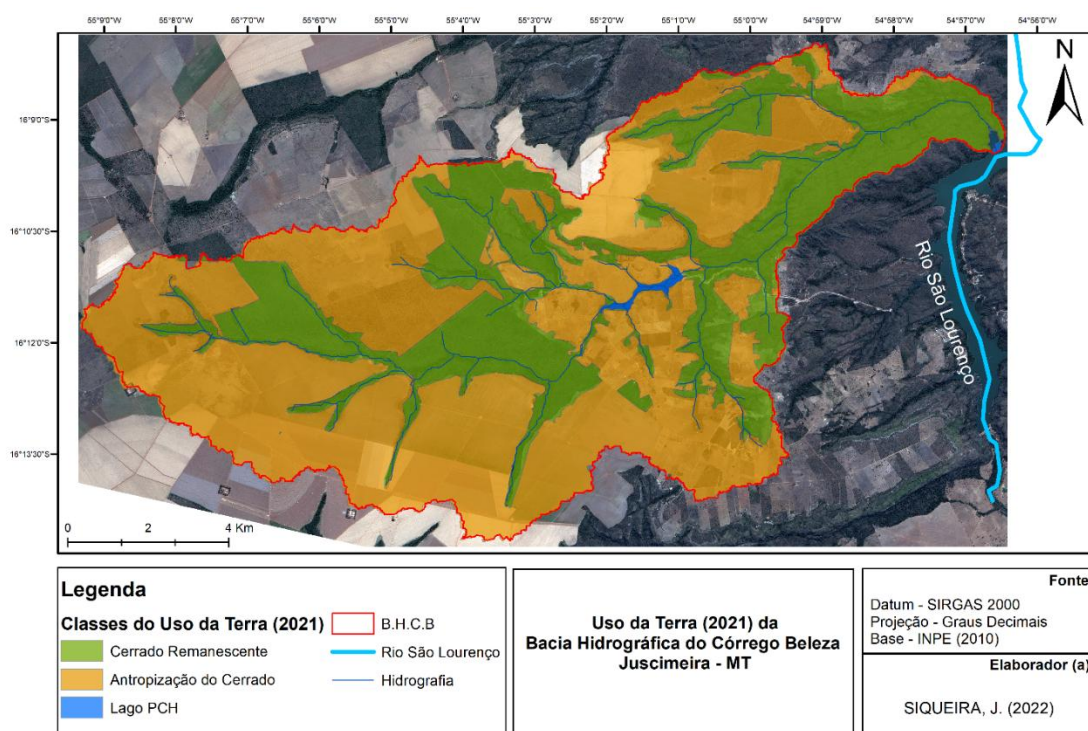 55°9'0"W 55°8'0"W 55°7'0"W 55°6'0"W 55°5'0"W 55°4'0"W 55°3'0"W 55°2'0"W 55°1'0"W 55°0'0"W 54°59'0"W 54°58'0"W 54°57'0"W 54°56'0"W
N
16°9'0"S
16°10'30"S
16°12'0"S
16°13'30"S
Rio São Lourenço
0 2 4 Km
Legenda
Classes do Uso da Terra (2021)
Cerrado Remanescente
Antropização do Cerrado
Lago PCH
B.H.C.B
Rio São Lourenço
Hidrografia
Uso da Terra (2021) da
Bacia Hidrográfica do Córrego Beleza
Juscimeira - MT
Fonte
Datum - SIRGAS 2000
Projeção - Graus Decimais
Base - INPE (2010)
Elaborador (a)
SIQUEIRA, J. (2022)